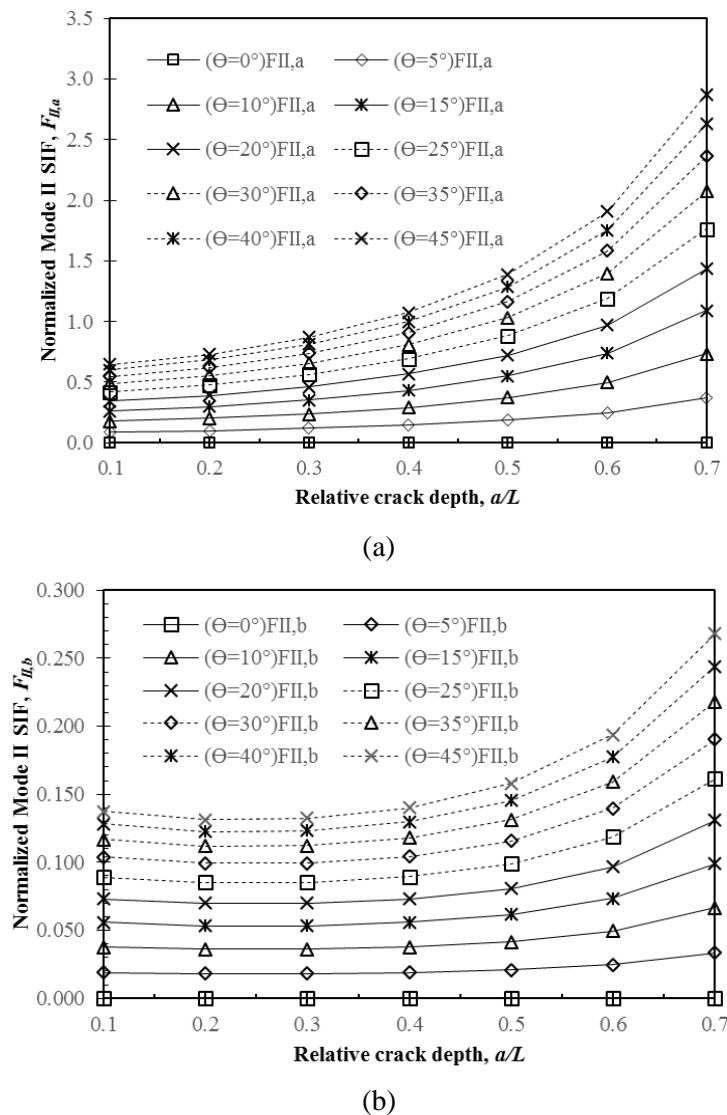 3.5
3.0
2.5
2.0
1.5
1.0
0.5
0.0
Normalized Mode II SIF, F_{II,a}
(Θ=0°)FII,a
(Θ=5°)FII,a
(Θ=10°)FII,a
(Θ=15°)FII,a
(Θ=20°)FII,a
(Θ=25°)FII,a
(Θ=30°)FII,a
(Θ=35°)FII,a
(Θ=40°)FII,a
(Θ=45°)FII,a
0.1 0.2 0.3 0.4 0.5 0.6 0.7
Relative crack depth, a/L
(a)
0.300
0.250
0.200
0.150
0.100
0.050
0.000
Normalized Mode II SIF, F_{II,b}
(Θ=0°)FII,b
(Θ=5°)FII,b
(Θ=10°)FII,b
(Θ=15°)FII,b
(Θ=20°)FII,b
(Θ=25°)FII,b
(Θ=30°)FII,b
(Θ=35°)FII,b
(Θ=40°)FII,b
(Θ=45°)FII,b
0.1 0.2 0.3 0.4 0.5 0.6 0.7
Relative crack depth, a/L
(b)